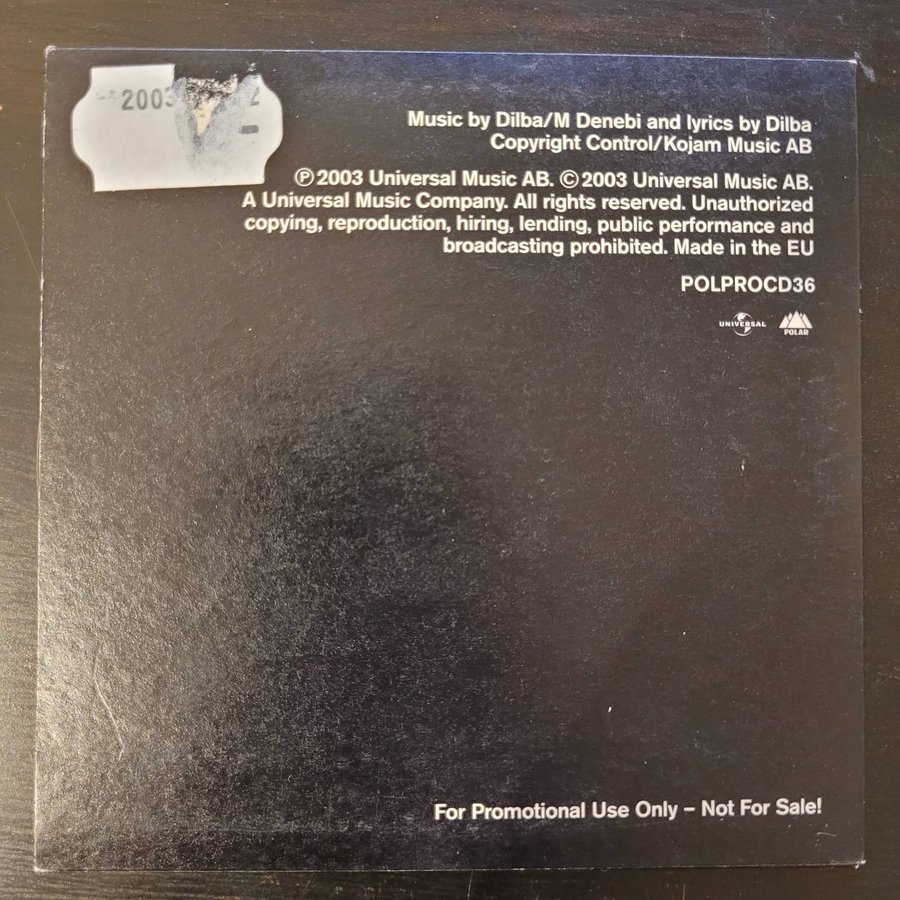 2003
Music by Dilba/M Denebi and lyrics by Dilba
Copyright Control/Kojam Music AB
Ⓟ 2003 Universal Music AB. © 2003 Universal Music AB.
A Universal Music Company. All rights reserved. Unauthorized
copying, reproduction, hiring, lending, public performance and
broadcasting prohibited. Made in the EU
POLPROCD36
UNIVERSAL
POLAR
For Promotional Use Only – Not For Sale!